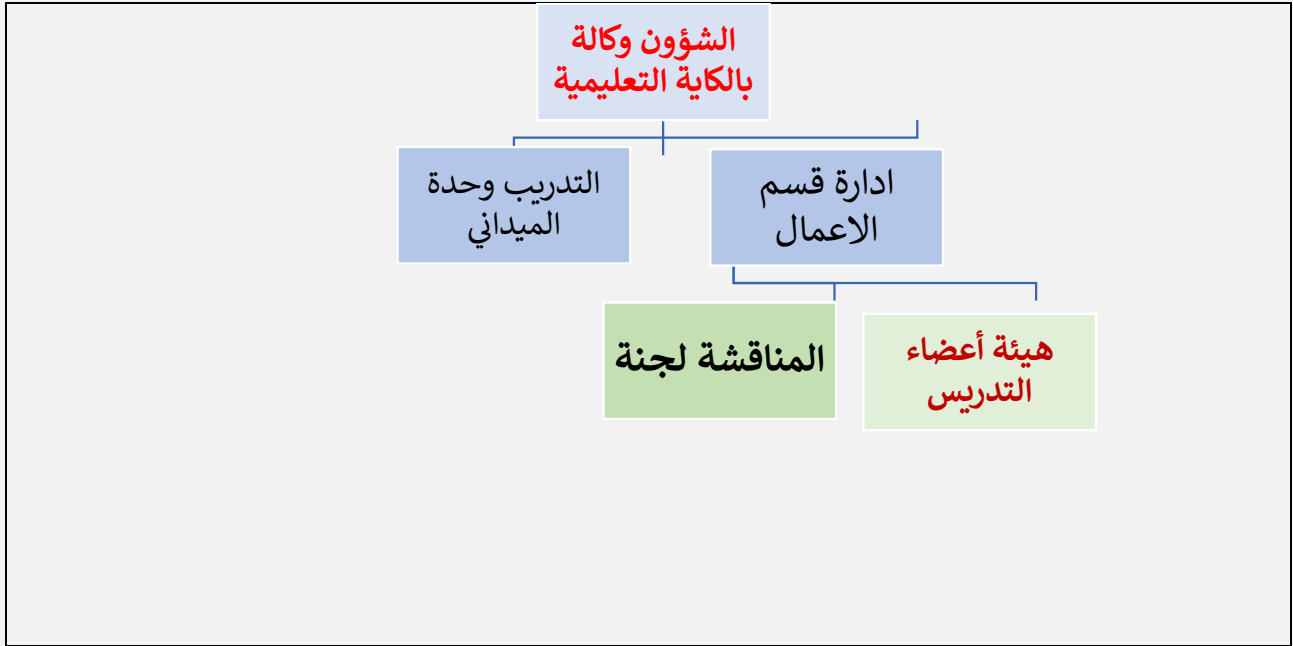 الشؤون وكالة
بالكاية التعليمية
ادارة قسم
الاعمال
التدريب وحدة
الميداني
هيئة أعضاء
التدريس
المناقشة لجنة